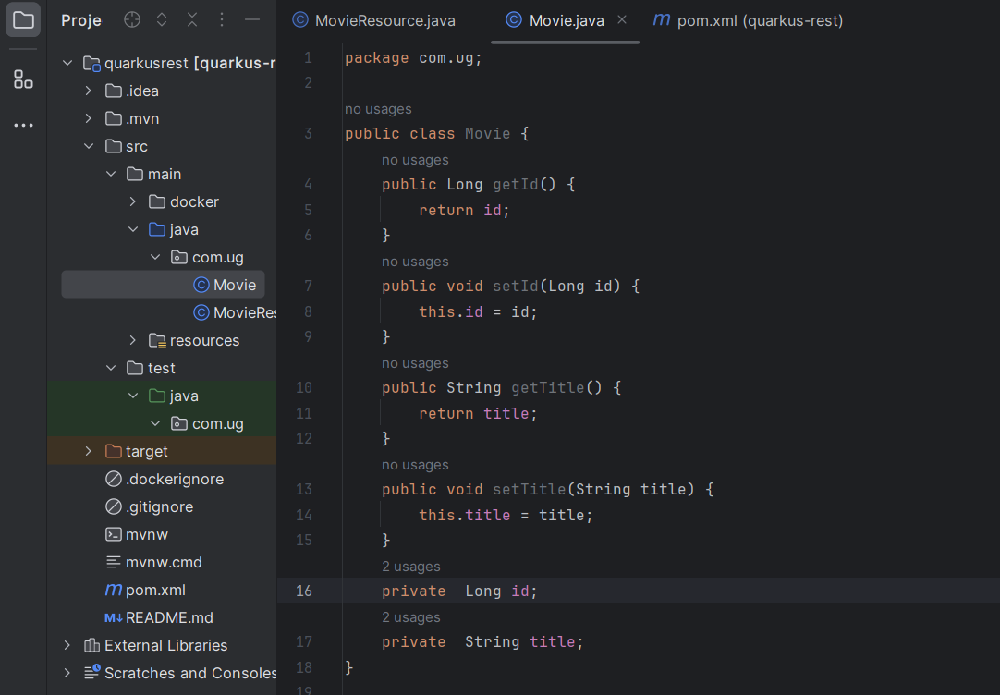 Proje
quarkusrest [quarkus-r
.idea
.mvn
src
main
docker
java
com.ug
Movie
MovieRes
resources
test
java
com.ug
target
.dockerignore
.gitignore
mvnw
mvnw.cmd
pom.xml
README.md
External Libraries
Scratches and Consoles
MovieResource.java
Movie.java
pom.xml (quarkus-rest)
1 package com.ug;
2
no usages
3 public class Movie {
no usages
4 public Long getId() {
5 return id;
6 }
no usages
7 public void setId(Long id) {
8 this.id = id;
9 }
no usages
10 public String getTitle() {
11 return title;
12 }
no usages
13 public void setTitle(String title) {
14 this.title = title;
15 }
2 usages
16 private  Long id;
2 usages
17 private  String title;
18 }
19